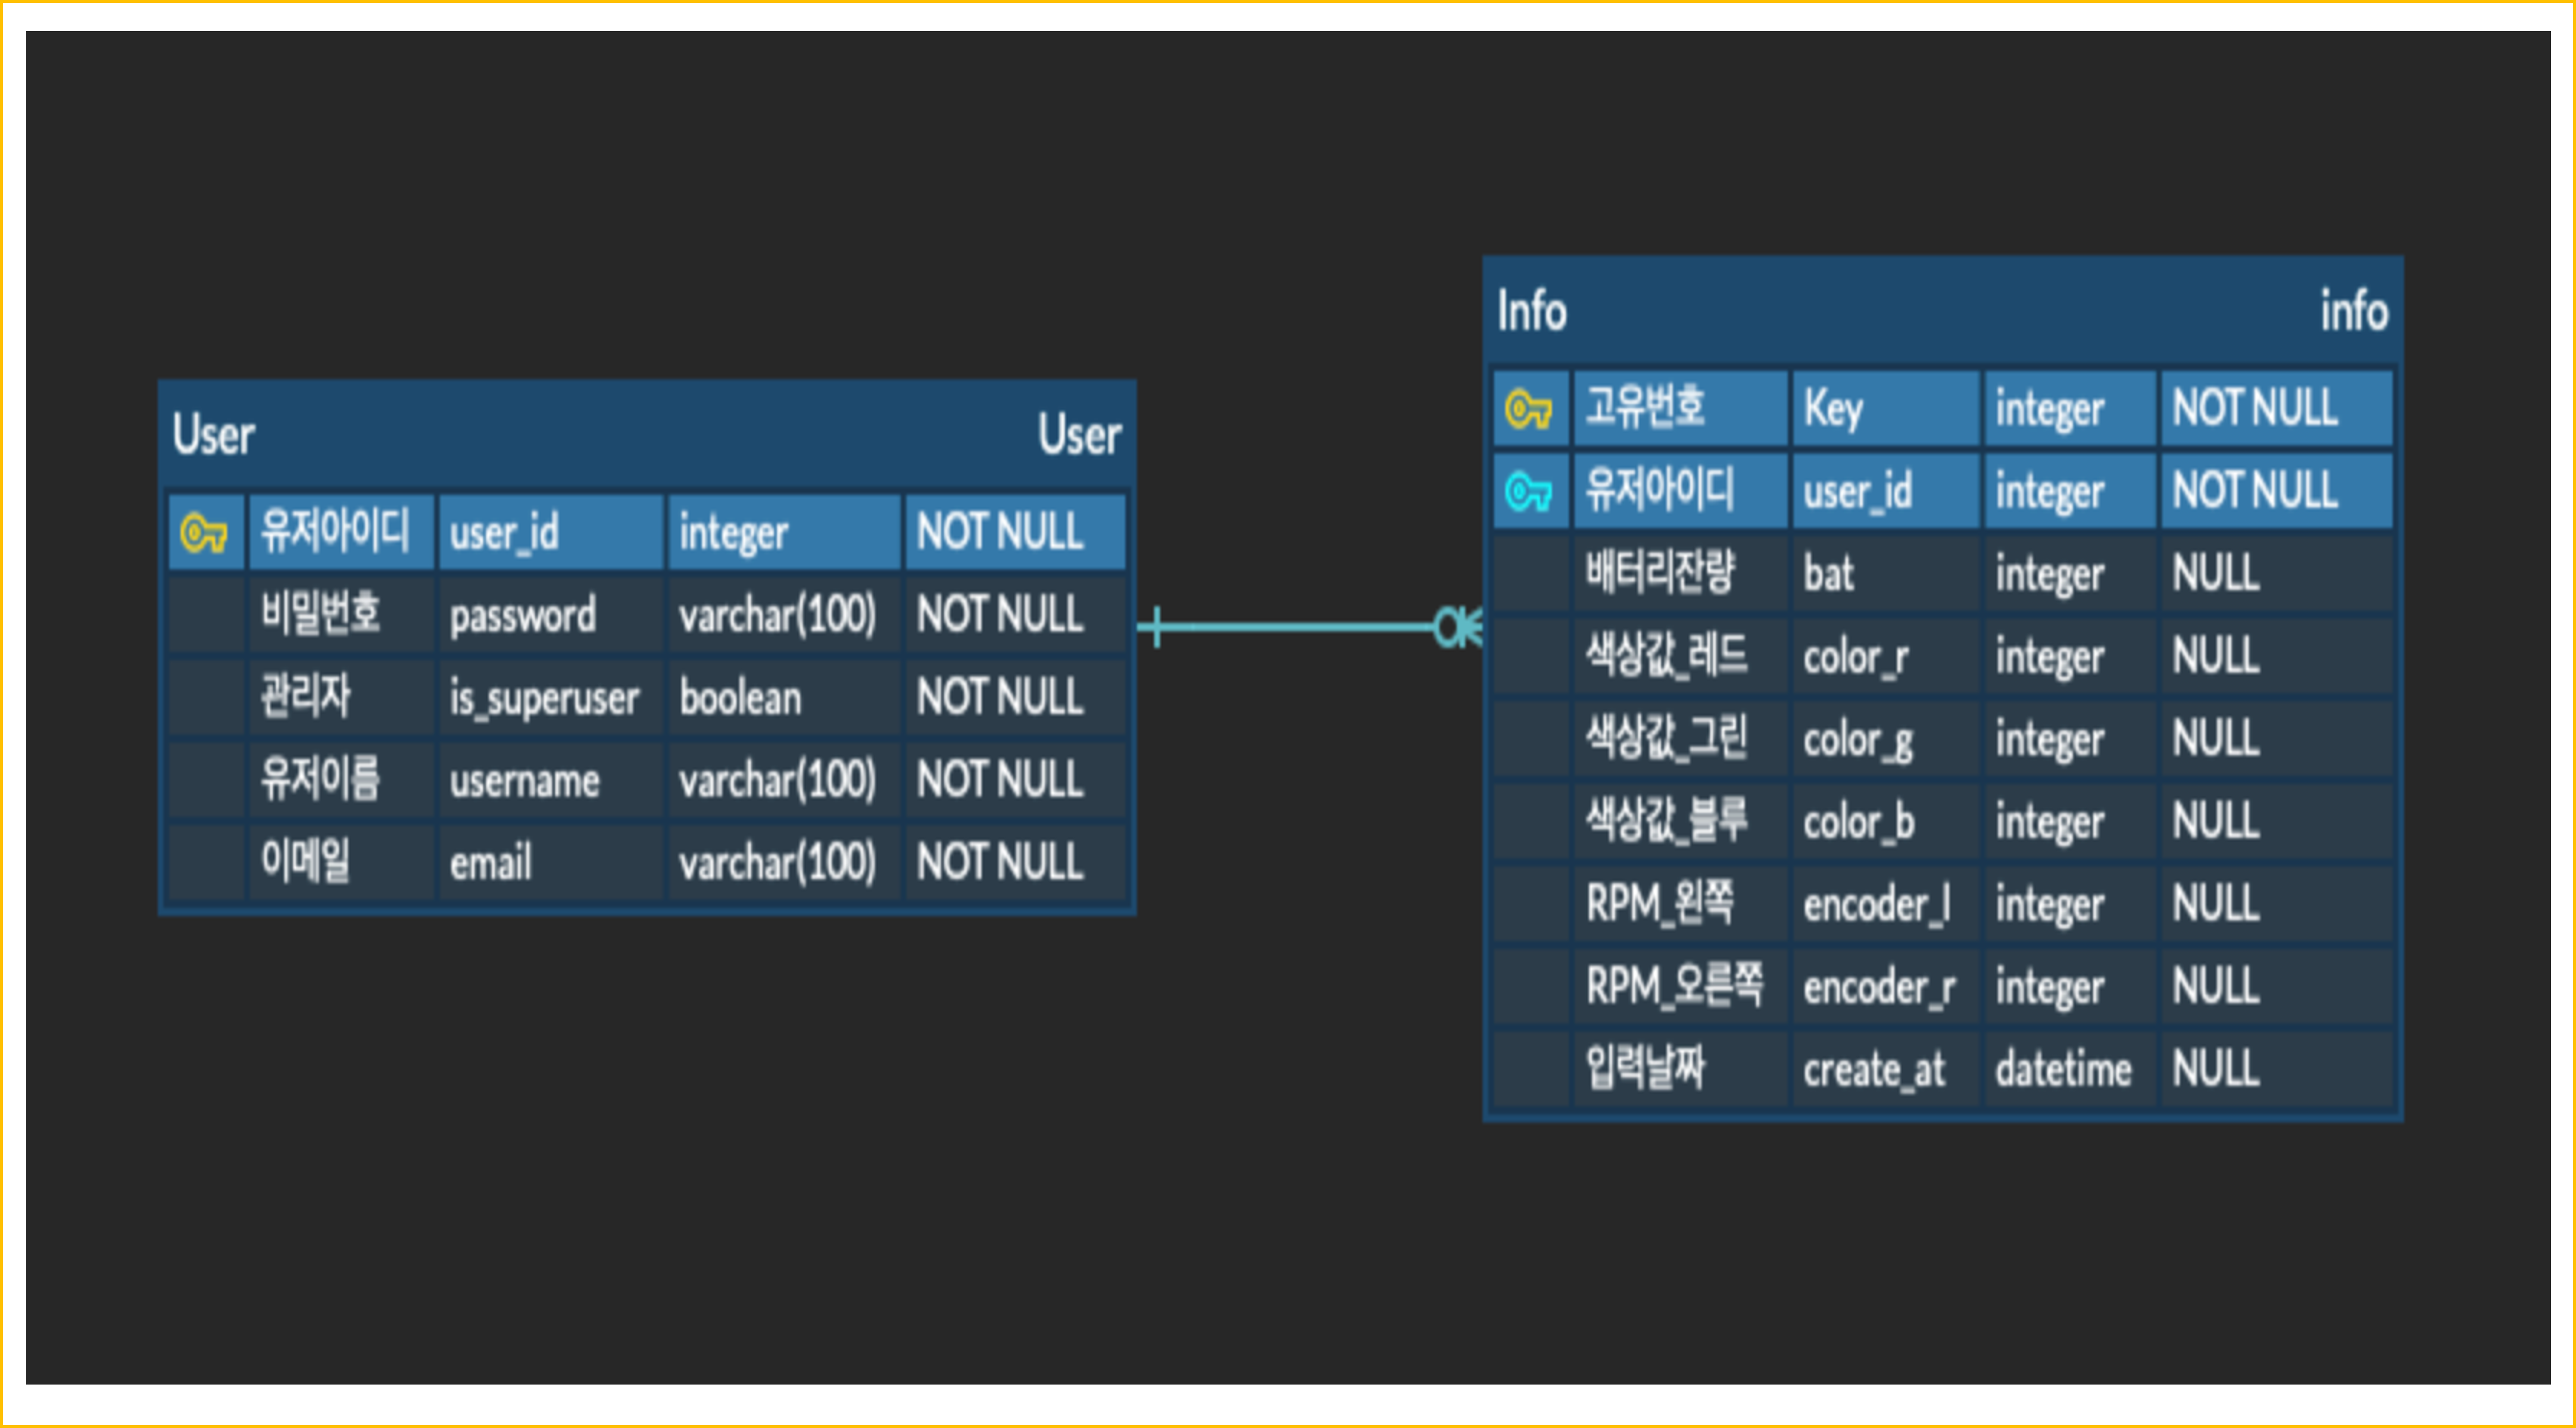 User User
유저아이디 user_id integer NOT NULL
비밀번호 password varchar(100) NOT NULL
관리자 is_superuser boolean NOT NULL
유저이름 username varchar(100) NOT NULL
이메일 email varchar(100) NOT NULL
Info info
고유번호 Key integer NOT NULL
유저아이디 user_id integer NOT NULL
배터리잔량 bat integer NULL
색상값_레드 color_r integer NULL
색상값_그린 color_g integer NULL
색상값_블루 color_b integer NULL
RPM_왼쪽 encoder_l integer NULL
RPM_오른쪽 encoder_r integer NULL
입력날짜 create_at datetime NULL